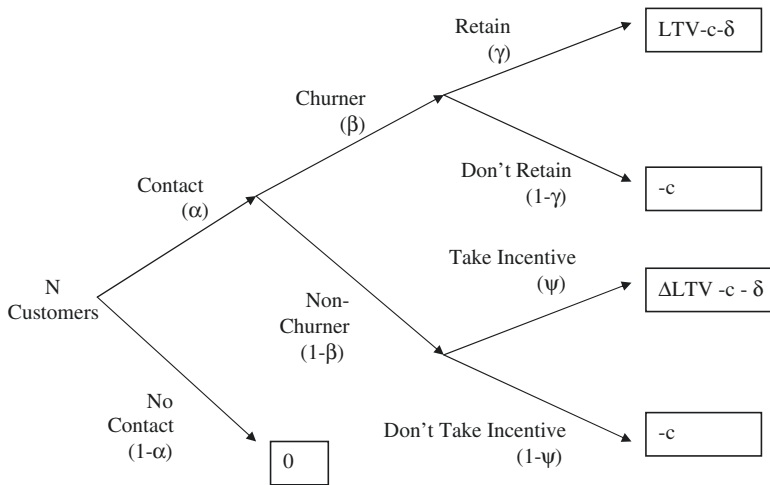 Retain
(γ)
LTV-c-δ
Churner
(β)
Don't Retain
(1-γ)
-c
Contact
(α)
Take Incentive
(ψ)
ΔLTV -c - δ
N
Customers
Non-
Churner
(1-β)
No
Contact
(1-α)
0
Don't Take Incentive
(1-ψ)
-c